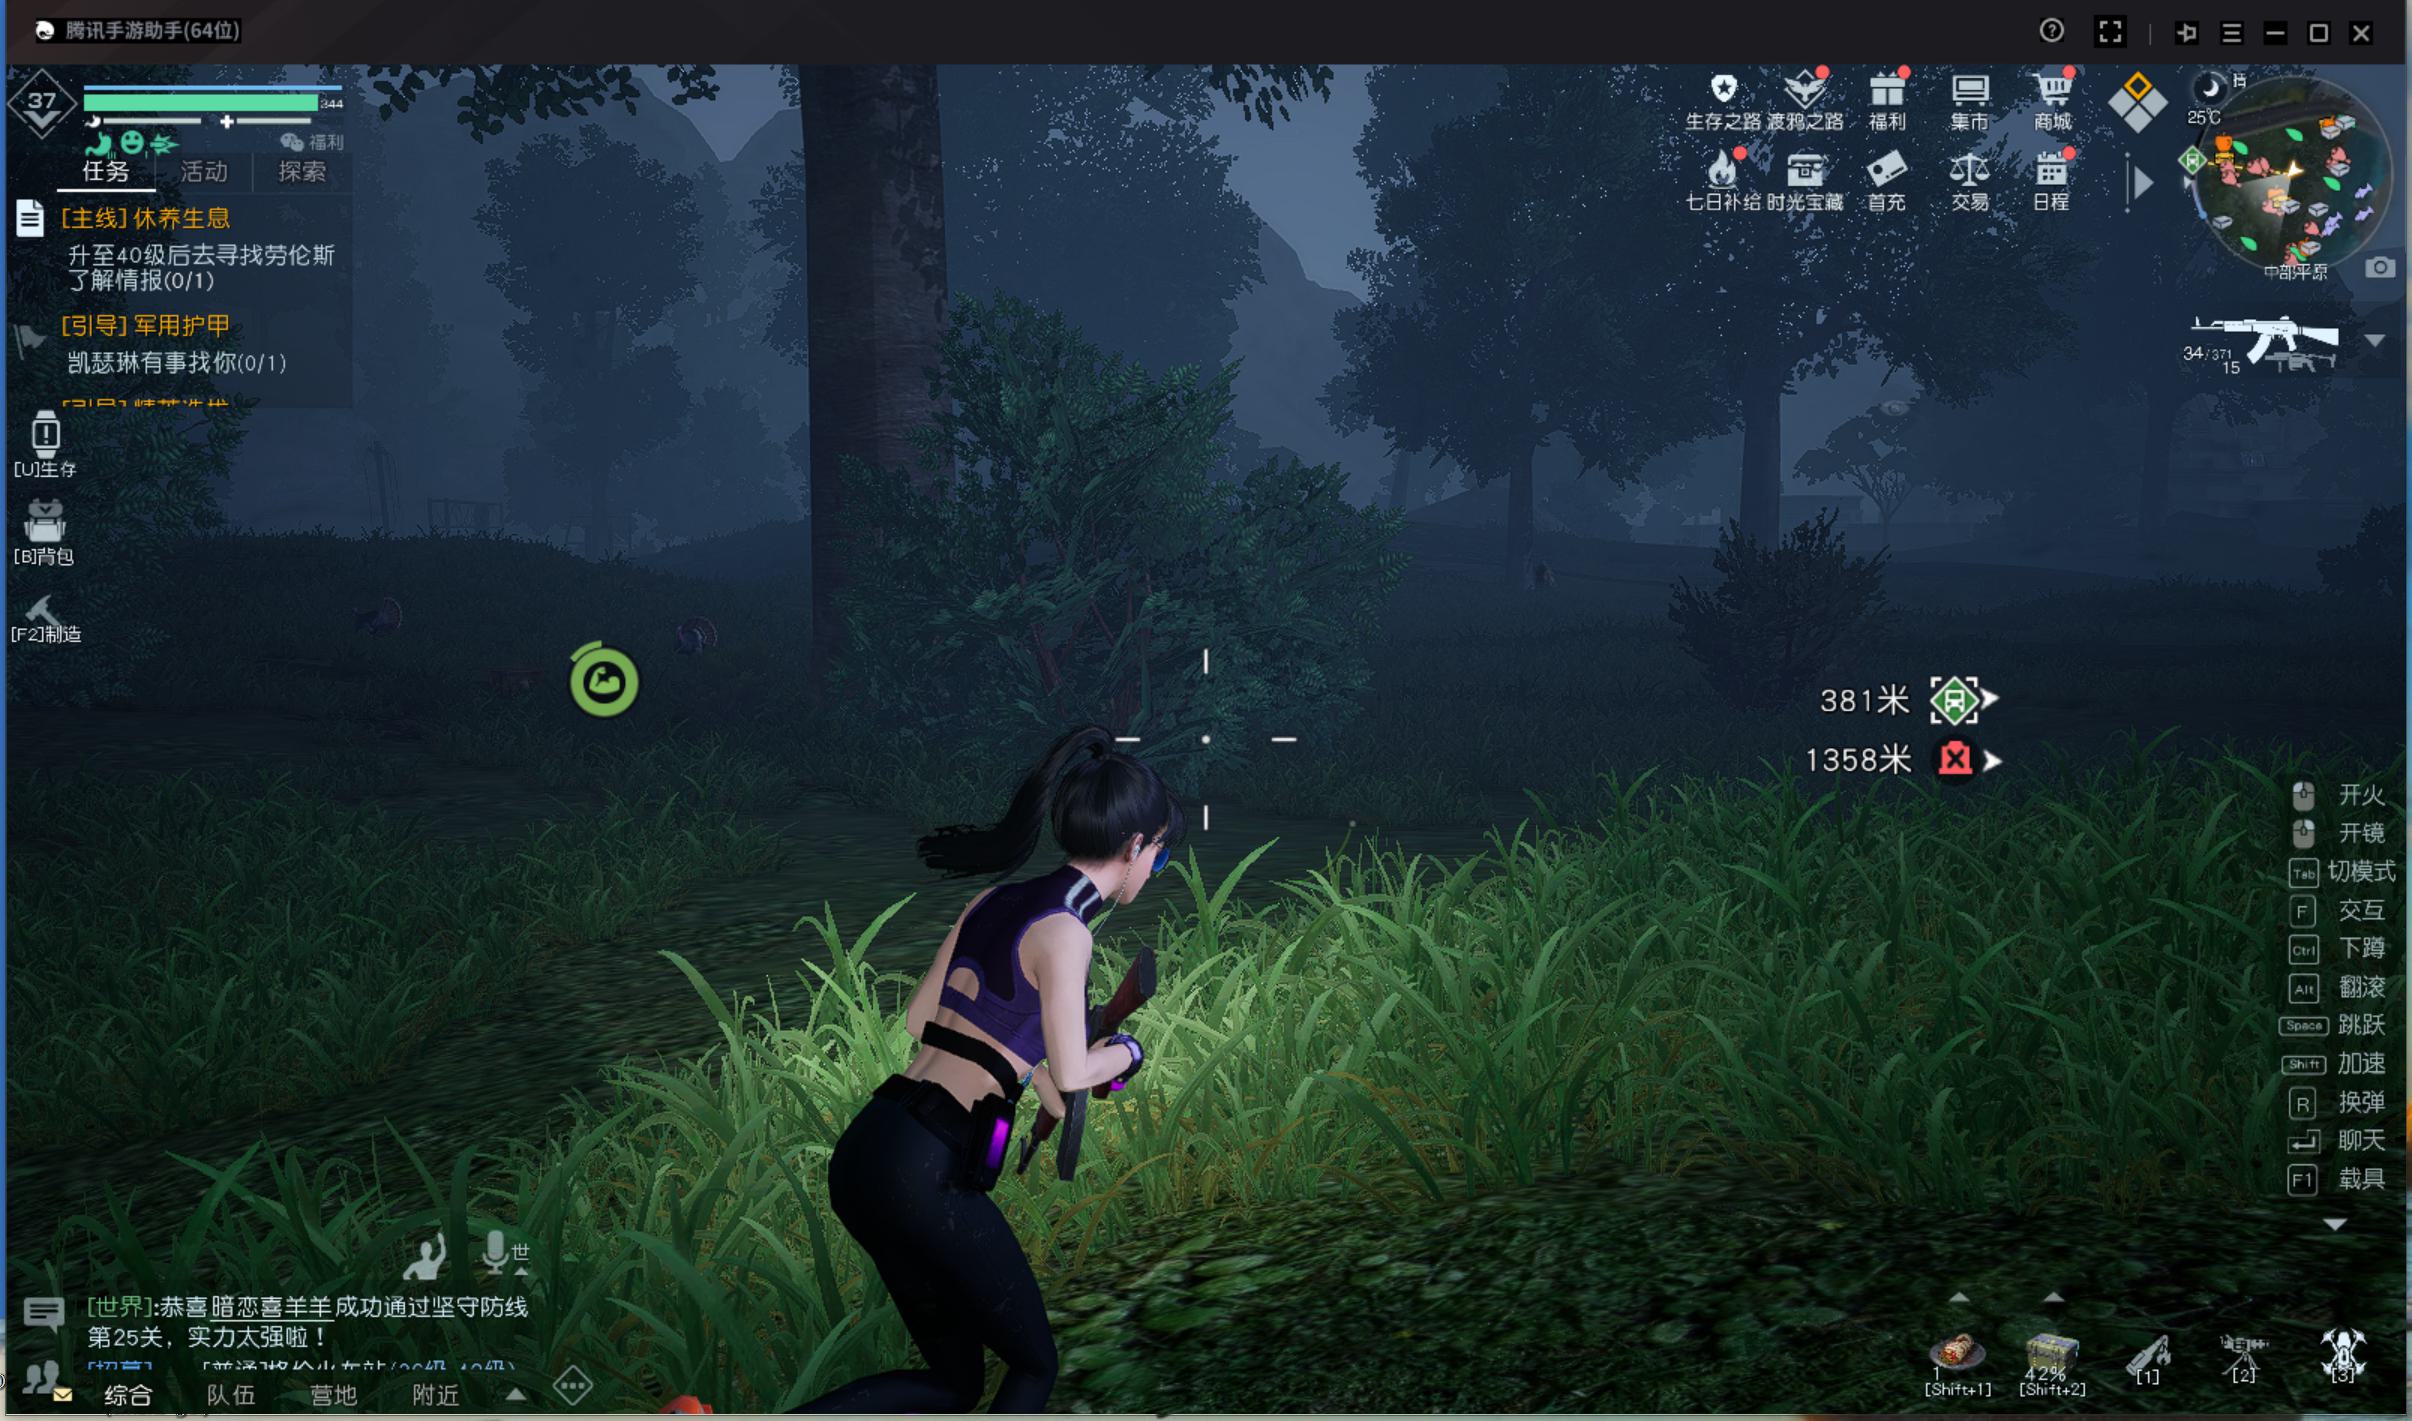 腾讯手游助手(64位)
37
344
福利
任务 活动 探索
[主线] 休养生息
升至40级后去寻找劳伦斯
了解情报(0/1)
[引导] 军用护甲
凯瑟琳有事找你(0/1)
[U]生存
[B]背包
[F2]制造
生存之路 渡鸦之路 福利 集市 商城
七日补给 时光宝藏 首充 交易 日程
晴
25℃
中部平原
34/371
15
381米
1358米
开火
开镜
Tab 切模式
F 交互
Ctrl 下蹲
Alt 翻滚
Space 跳跃
Shift 加速
R 换弹
聊天
F1 载具
世
[世界]:恭喜暗恋喜羊羊成功通过坚守防线
第25关，实力太强啦！
综合 队伍 营地 附近
1 42%
[Shift+1] [Shift+2] [1] [2] [3]